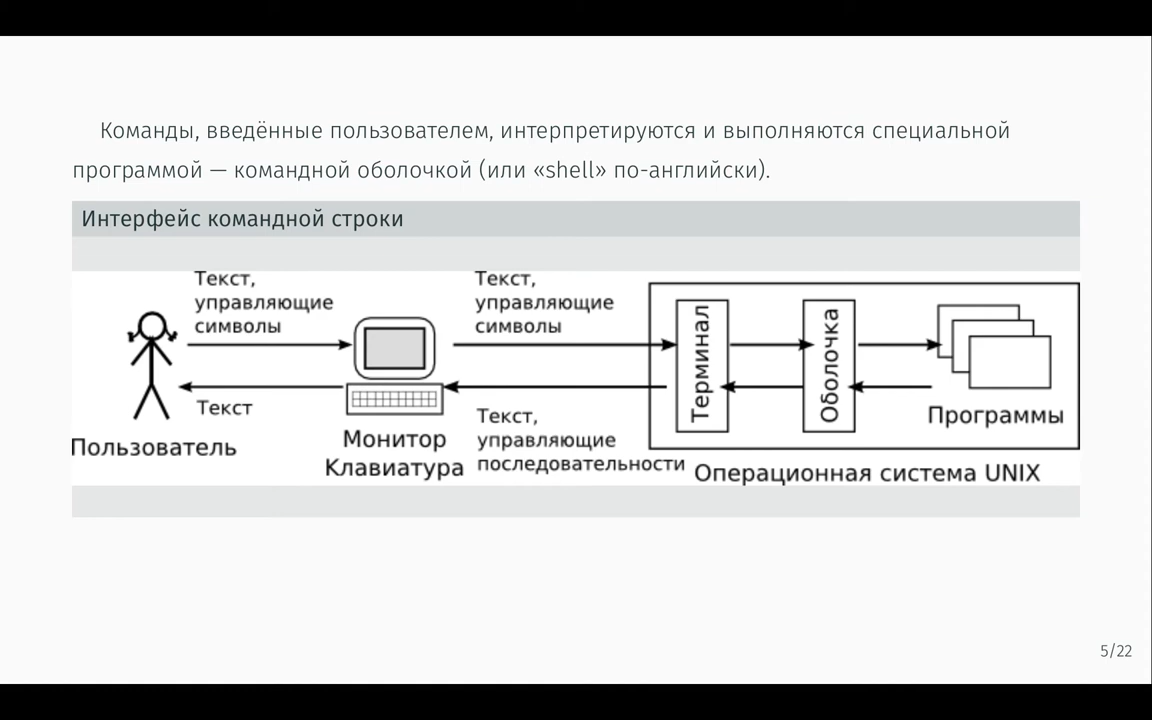 Команды, введённые пользователем, интерпретируются и выполняются специальной
программой — командной оболочкой (или «shell» по-английски).
Интерфейс командной строки
Текст,
управляющие
символы
Текст,
управляющие
символы
Терминал
Оболочка
Текст
Текст,
управляющие
последовательности
Программы
Пользователь
Монитор
Клавиатура
Операционная система UNIX
5/22